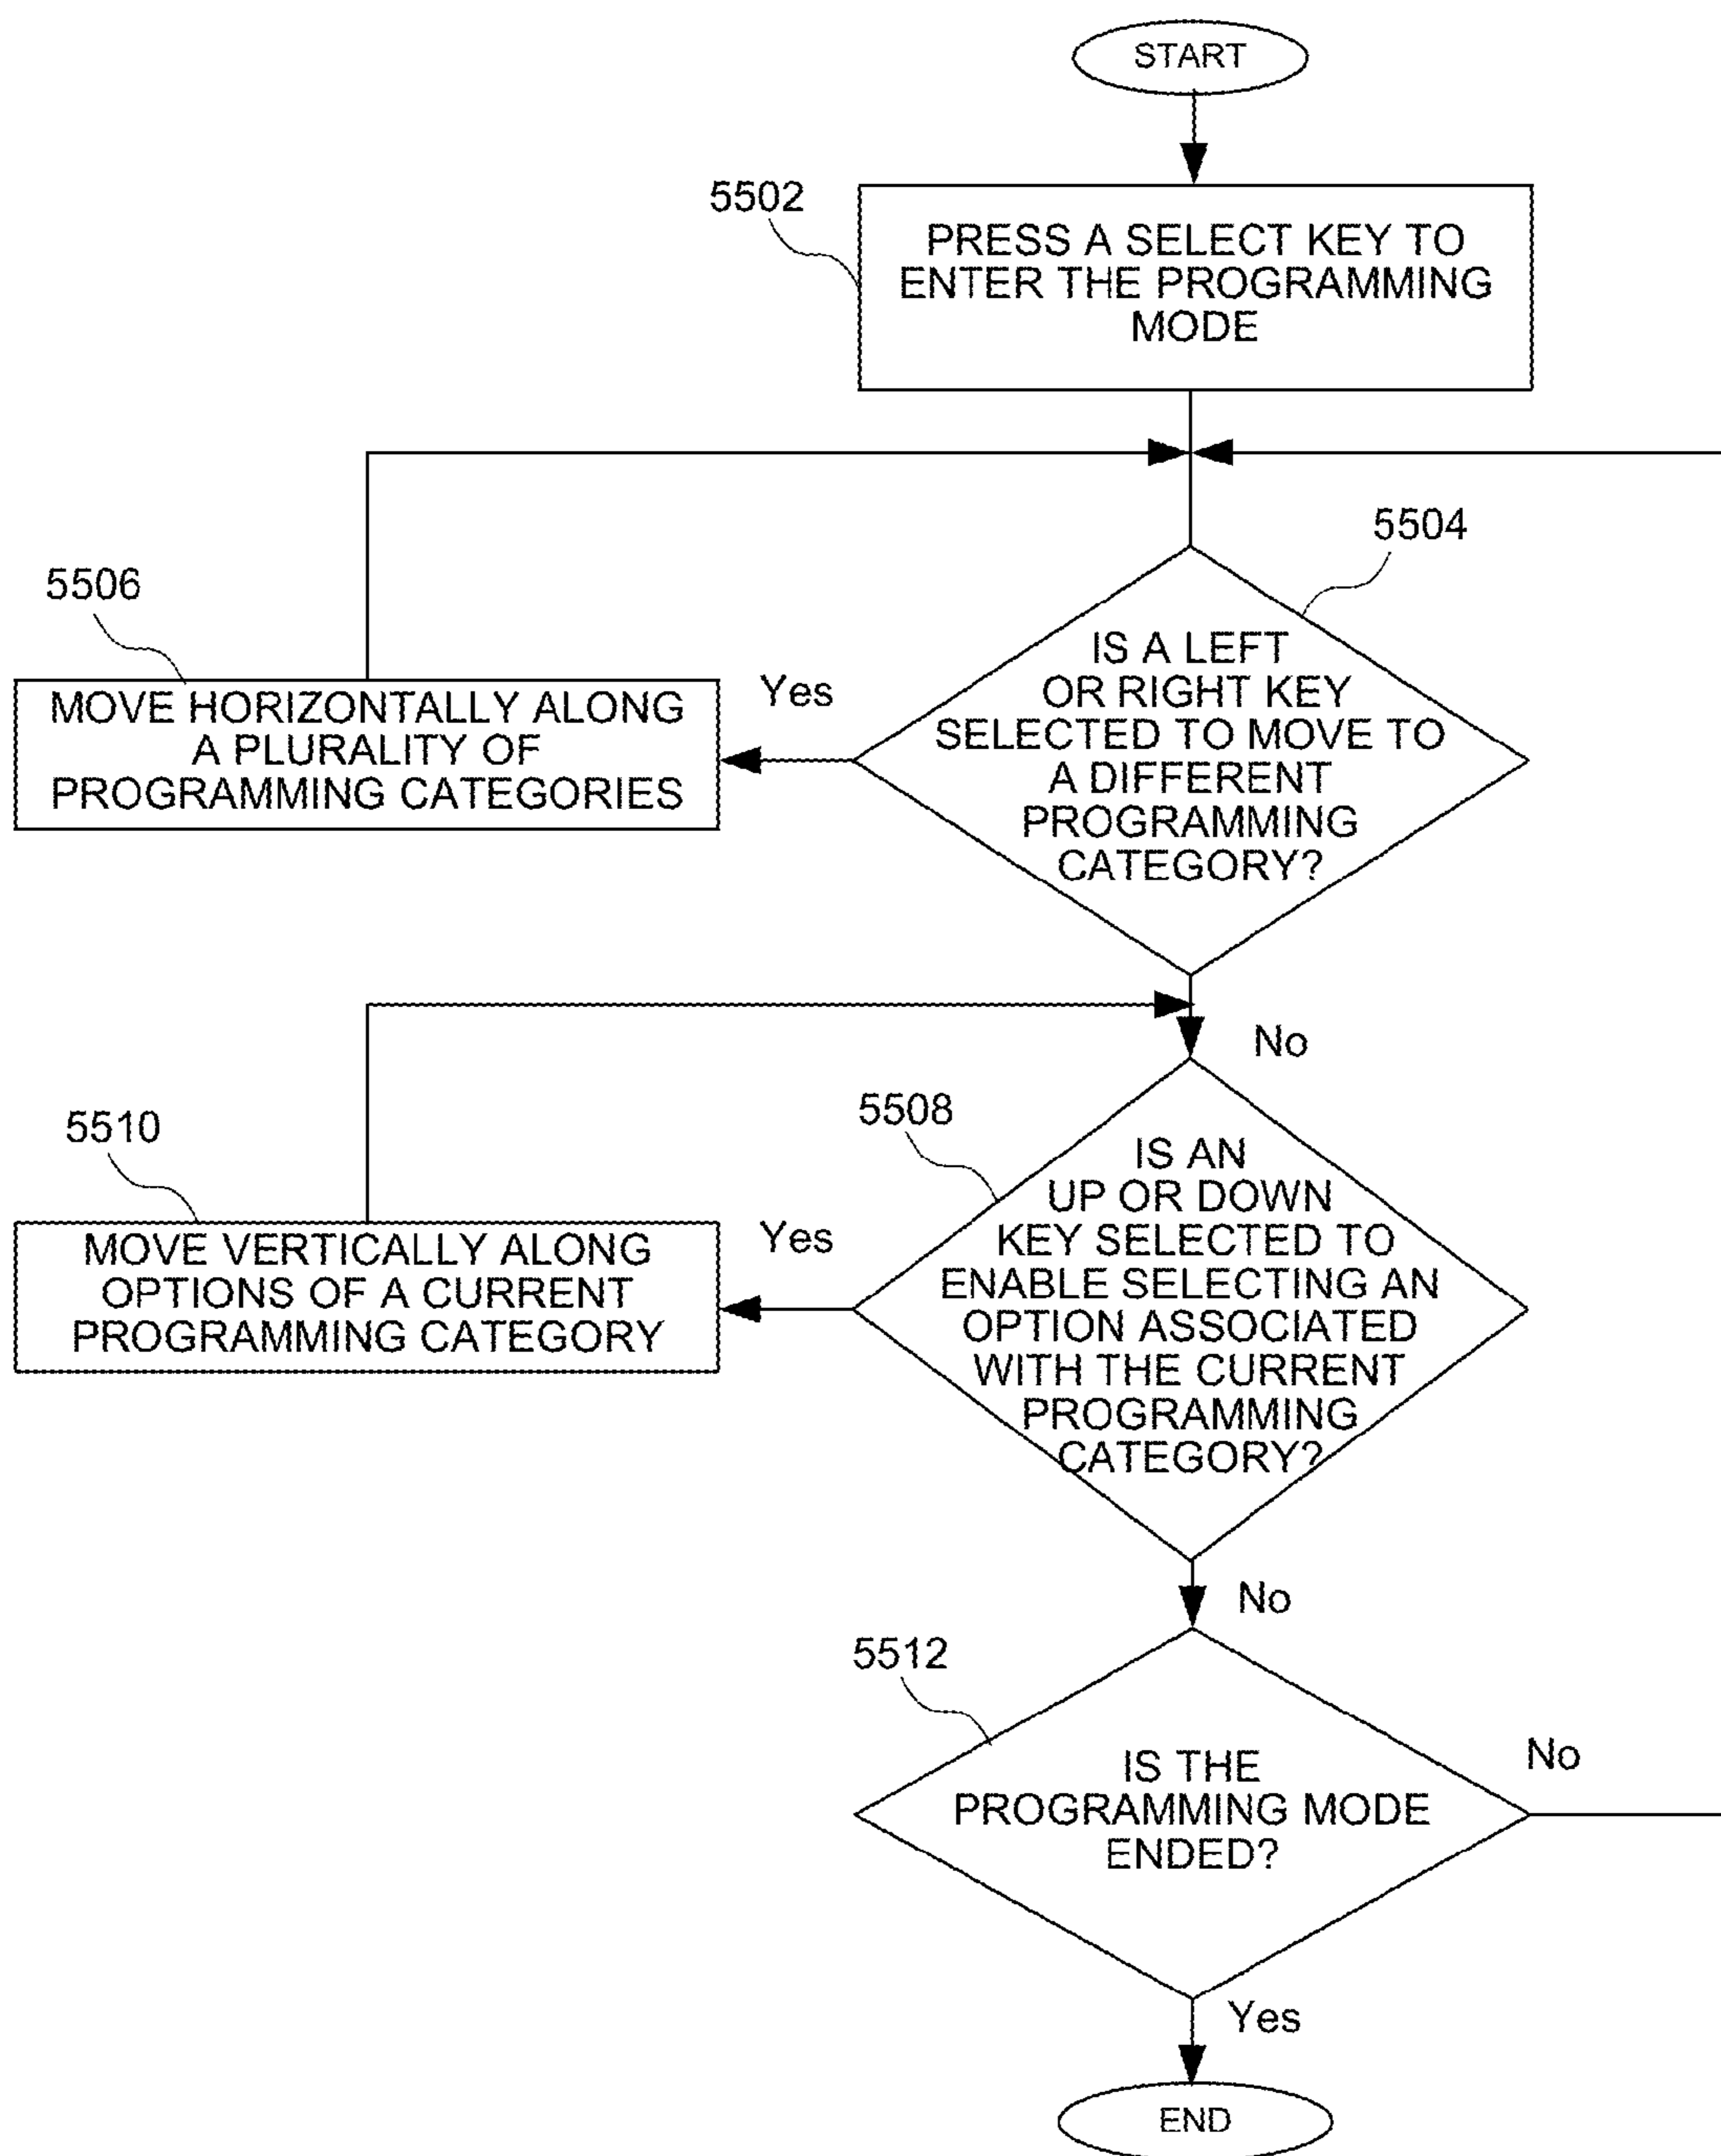 START
5502
PRESS A SELECT KEY TO
ENTER THE PROGRAMMING
MODE
5504
IS A LEFT
OR RIGHT KEY
SELECTED TO MOVE TO
A DIFFERENT
PROGRAMMING
CATEGORY?
Yes
5506
MOVE HORIZONTALLY ALONG
A PLURALITY OF
PROGRAMMING CATEGORIES
No
5508
IS AN
UP OR DOWN
KEY SELECTED TO
ENABLE SELECTING AN
OPTION ASSOCIATED
WITH THE CURRENT
PROGRAMMING
CATEGORY?
Yes
5510
MOVE VERTICALLY ALONG
OPTIONS OF A CURRENT
PROGRAMMING CATEGORY
No
5512
IS THE
PROGRAMMING MODE
ENDED?
No
Yes
END